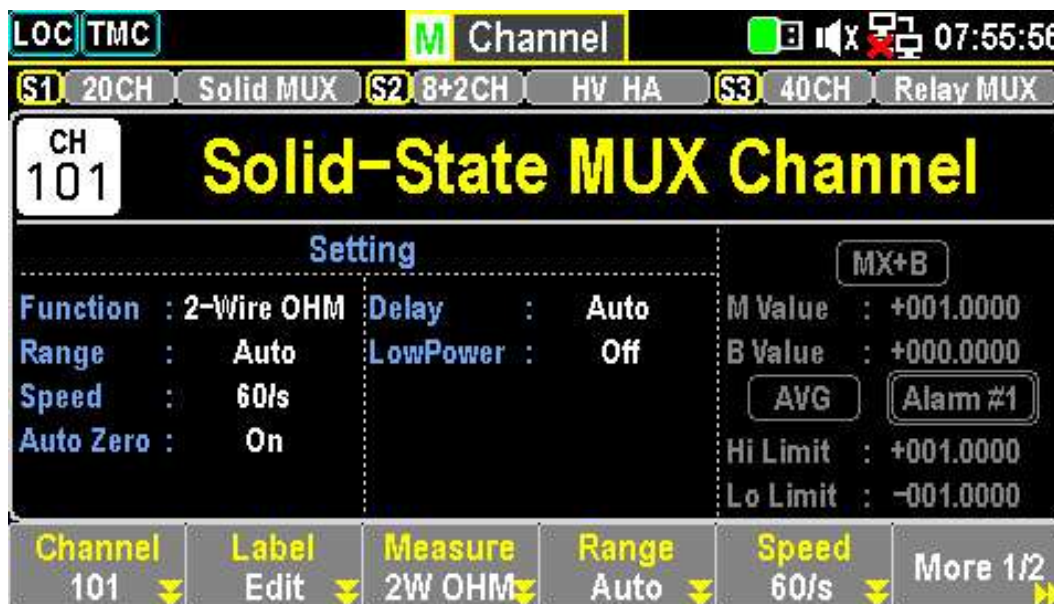 LOC TMC M Channel x 07:55:56
S1 20CH Solid MUX S2 8+2CH HV HA S3 40CH Relay MUX
CH
101
Solid-State MUX Channel
Setting
MX+B
Function : 2-Wire OHM Delay : Auto M Value : +001.0000
Range : Auto LowPower : Off B Value : +000.0000
Speed : 60/s AVG Alarm #1
Auto Zero : On Hi Limit : +001.0000
Lo Limit : -001.0000
Channel Label Measure Range Speed More 1/2
101 Edit 2W OHM Auto 60/s